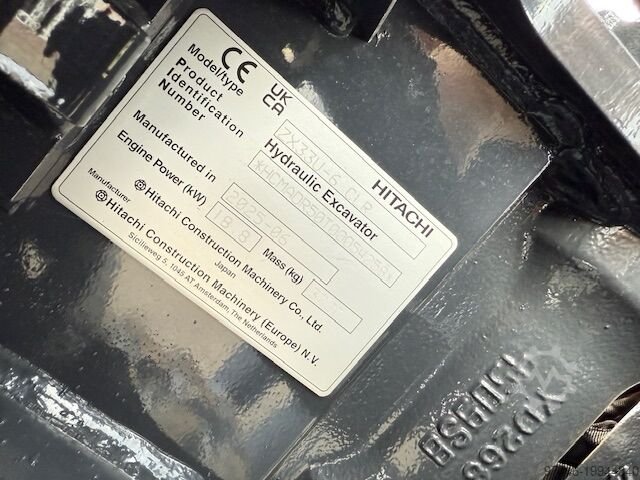 HITACHI
CE UK CA
Hydraulic Excavator
Model/type ZX33U-6 CLR
Product Identification Number
Manufactured in 2025-06
Engine Power (kW) 18.8 Mass (kg)
Hitachi Construction Machinery Co., Ltd.
Japan
Manufacturer
Hitachi Construction Machinery (Europe) N.V.
Siciliëweg 5, 1045 AT, Amsterdam, The Netherlands